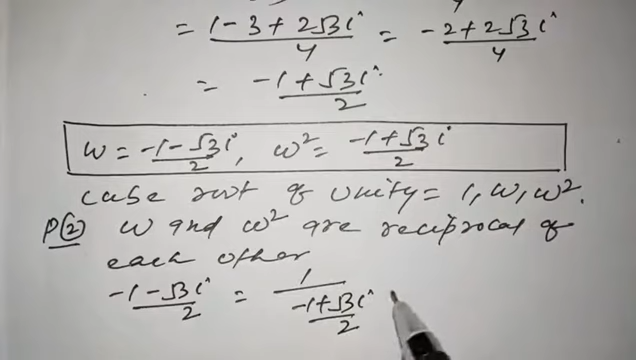 = 1 - 3 + 2√3 i / 4 = -2 + 2√3 i / 4
= -1 + √3 i / 2
ω = -1 - √3 i / 2, ω² = -1 + √3 i / 2
case root of Unity = 1, ω, ω².
P(2) ω and ω² are reciprocal of
each other
-1 - √3 i / 2 = 1 / (-1 + √3 i / 2)